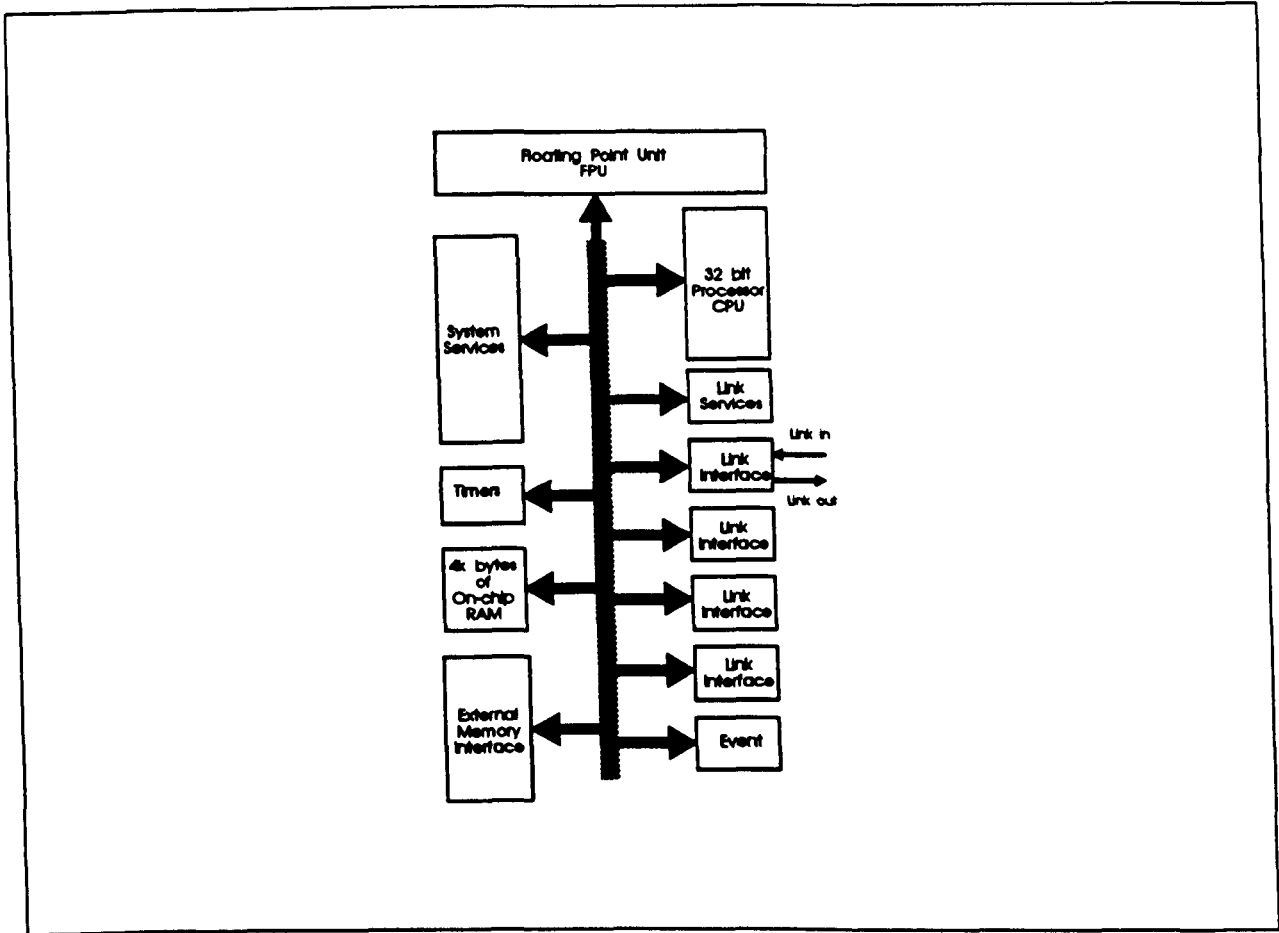 Floating Point Unit
FPU
32 bit
Processor
CPU
System
Services
Link
Services
Link in
Link
Interface
Link out
Timers
Link
Interface
4k bytes
of
On-chip
RAM
Link
Interface
Link
Interface
External
Memory
Interface
Event